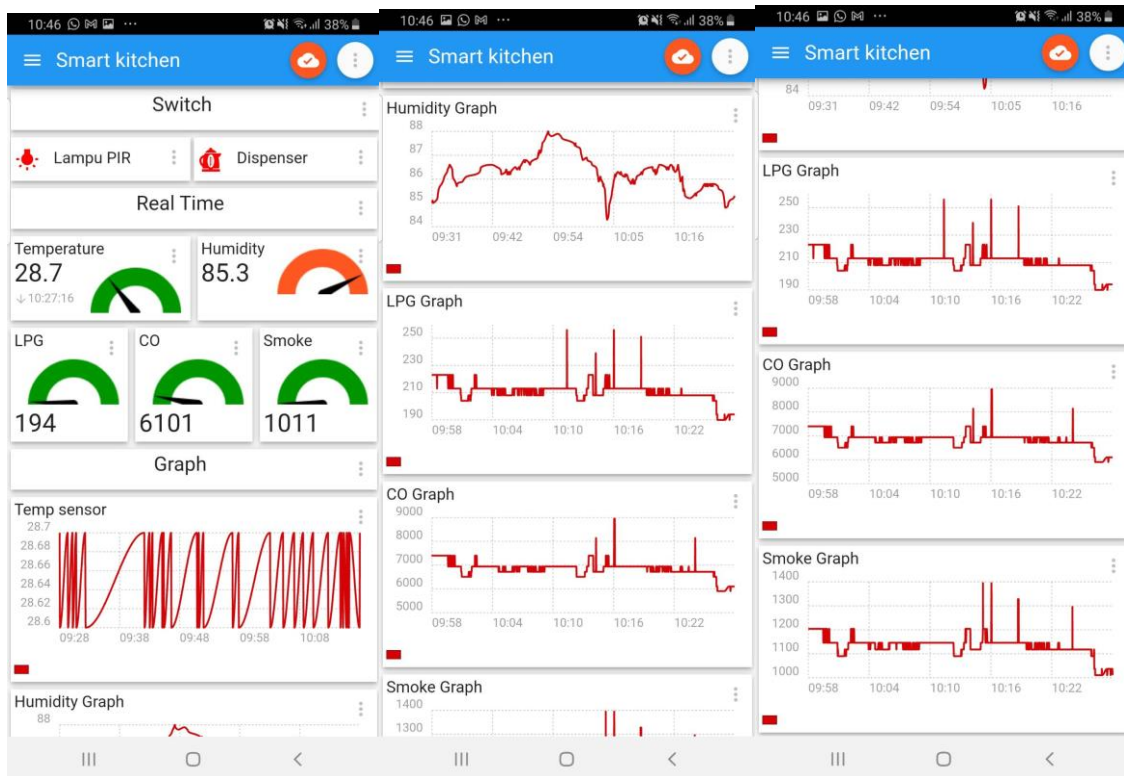 10:46 38%
Smart kitchen
Switch
Lampu PIR Dispenser
Real Time
Temperature Humidity
28.7 85.3
↓ 10:27:16
LPG CO Smoke
194 6101 1011
Graph
Temp sensor
28.7
28.68
28.66
28.64
28.62
28.6
09:28 09:38 09:48 09:58 10:08
Humidity Graph
88
10:46 38%
Smart kitchen
Humidity Graph
88
87
86
85
84
09:31 09:42 09:54 10:05 10:16
LPG Graph
250
230
210
190
09:58 10:04 10:10 10:16 10:22
CO Graph
9000
8000
7000
6000
5000
09:58 10:04 10:10 10:16 10:22
Smoke Graph
1400
1300
10:46 38%
Smart kitchen
84
09:31 09:42 09:54 10:05 10:16
LPG Graph
250
230
210
190
09:58 10:04 10:10 10:16 10:22
CO Graph
9000
8000
7000
6000
5000
09:58 10:04 10:10 10:16 10:22
Smoke Graph
1400
1300
1200
1100
1000
09:58 10:04 10:10 10:16 10:22